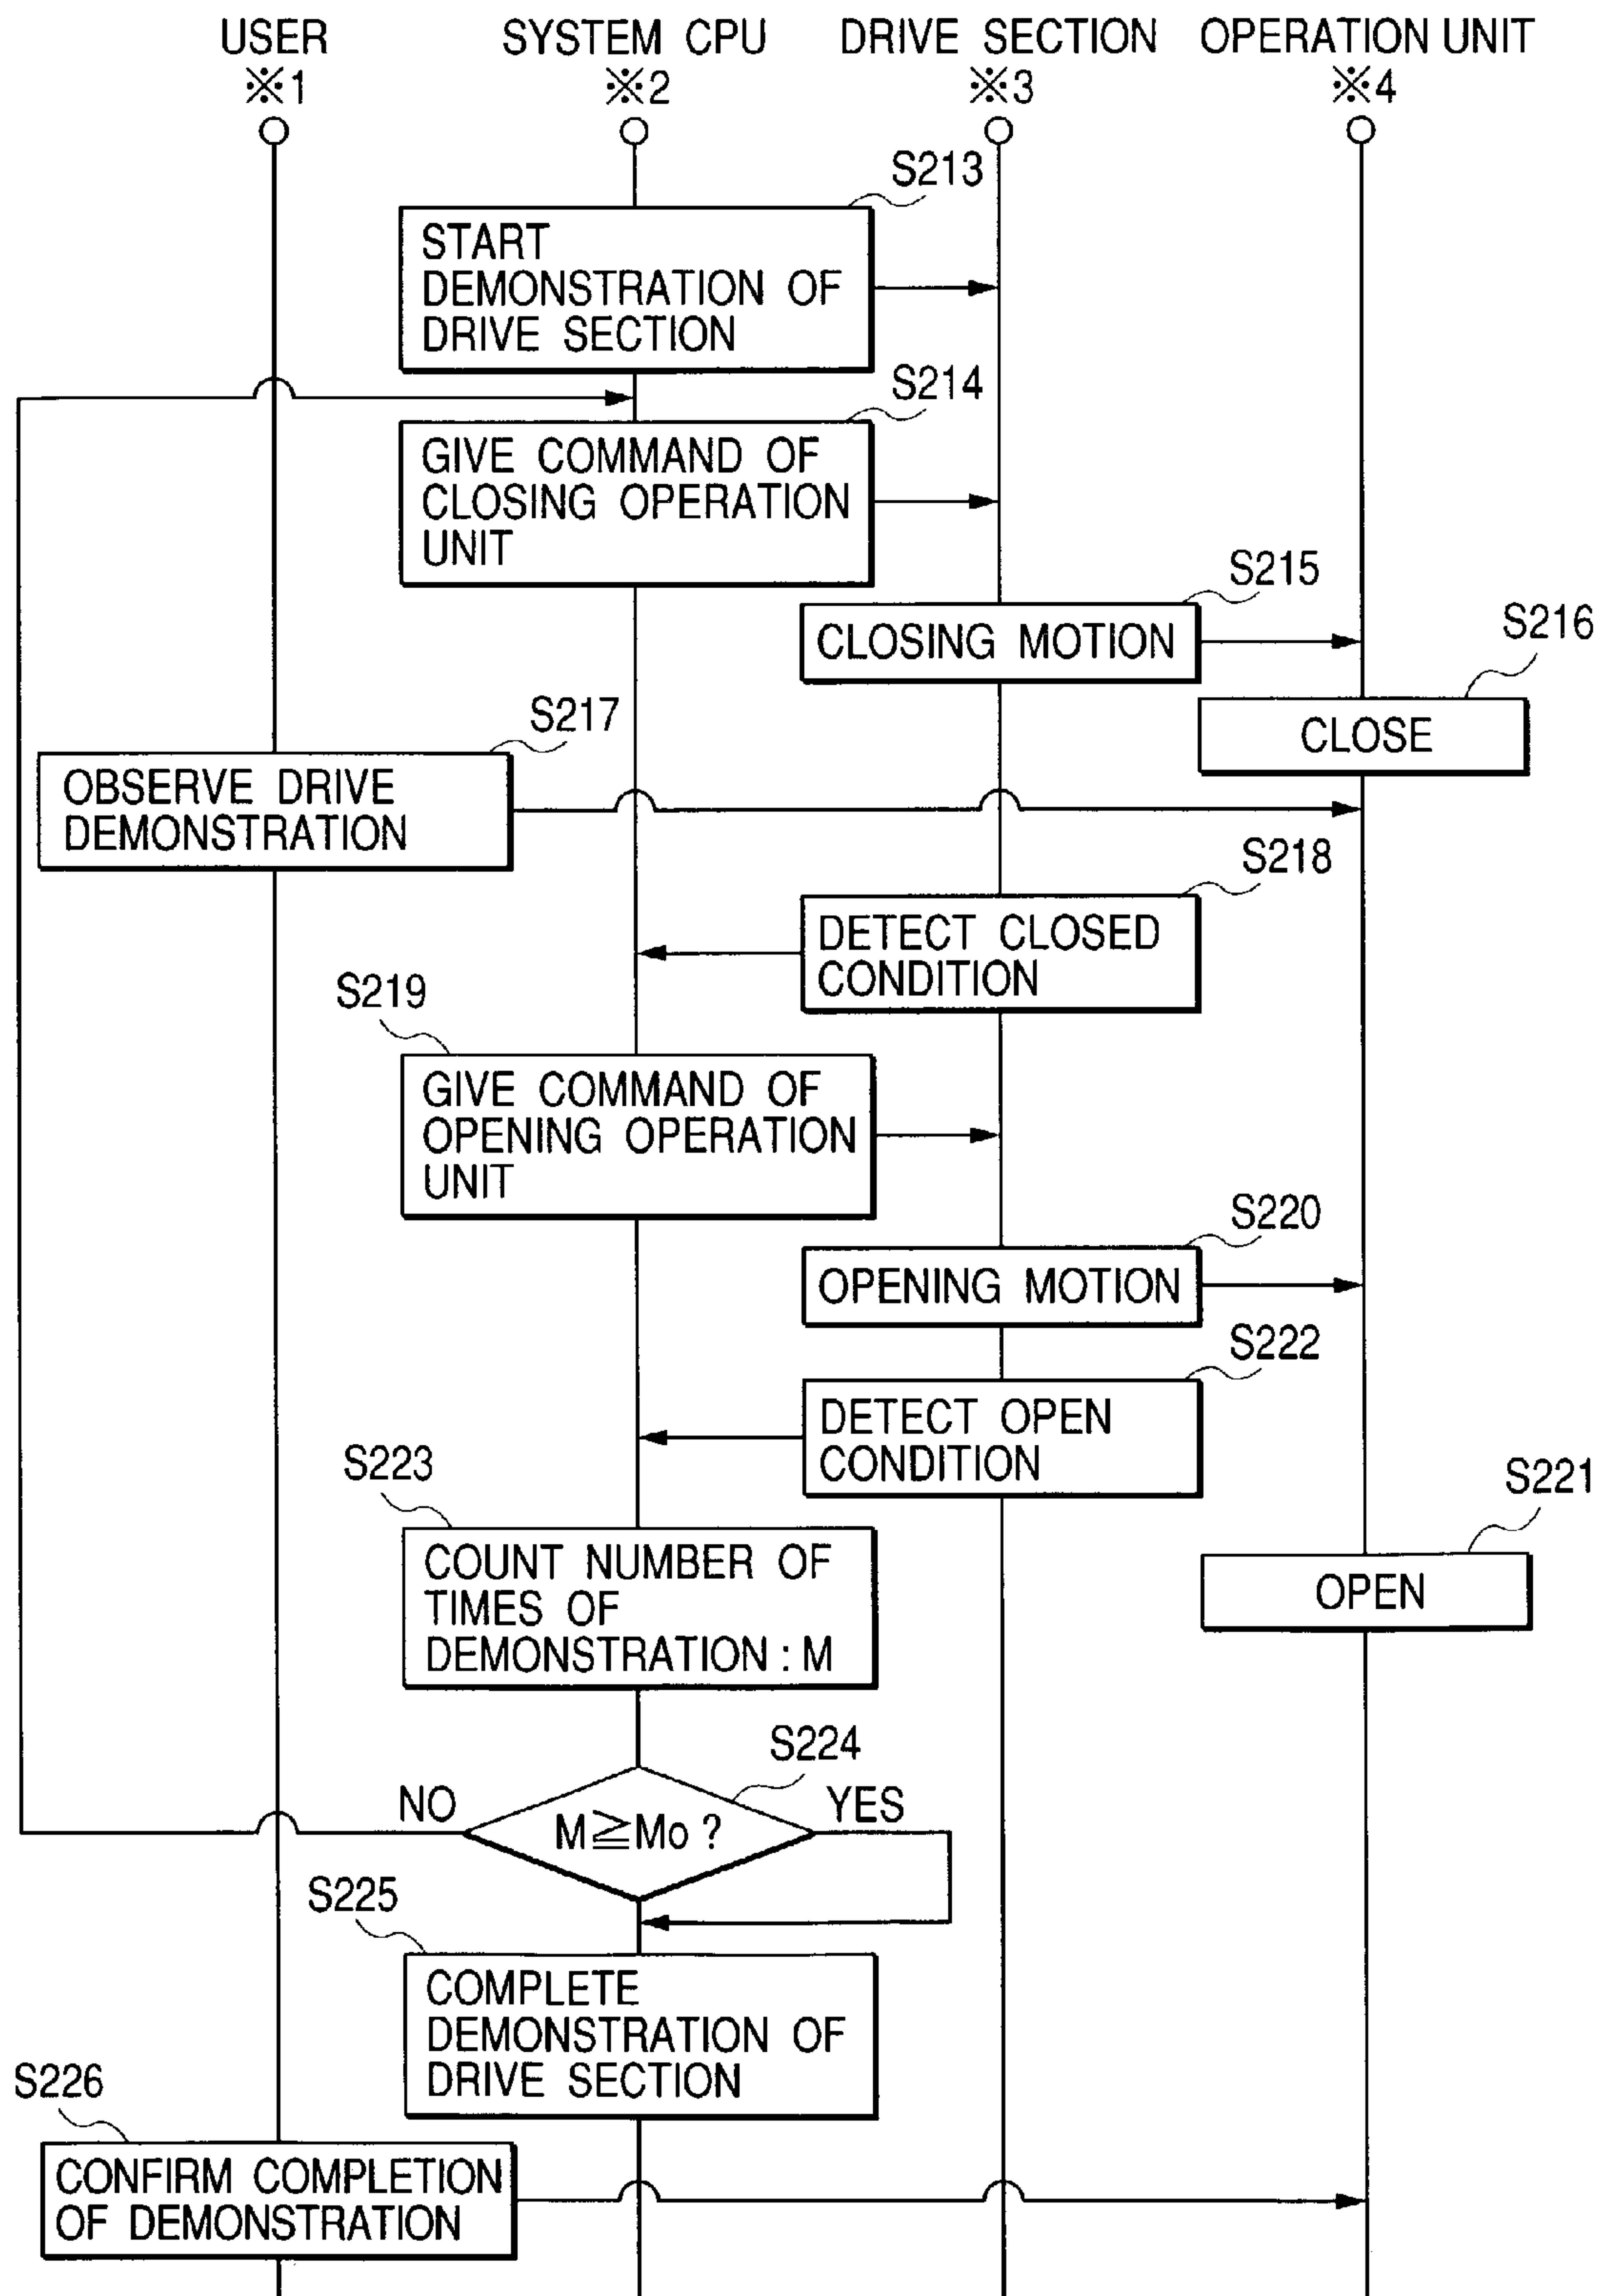 USER
SYSTEM CPU
DRIVE SECTION
OPERATION UNIT
※1
※2
※3
※4
S213
START
DEMONSTRATION OF
DRIVE SECTION
S214
GIVE COMMAND OF
CLOSING OPERATION
UNIT
S215
CLOSING MOTION
S216
CLOSE
S217
OBSERVE DRIVE
DEMONSTRATION
S218
DETECT CLOSED
CONDITION
S219
GIVE COMMAND OF
OPENING OPERATION
UNIT
S220
OPENING MOTION
S222
DETECT OPEN
CONDITION
S223
COUNT NUMBER OF
TIMES OF
DEMONSTRATION : M
S221
OPEN
S224
NO
M≧Mo ?
YES
S225
COMPLETE
DEMONSTRATION OF
DRIVE SECTION
S226
CONFIRM COMPLETION
OF DEMONSTRATION